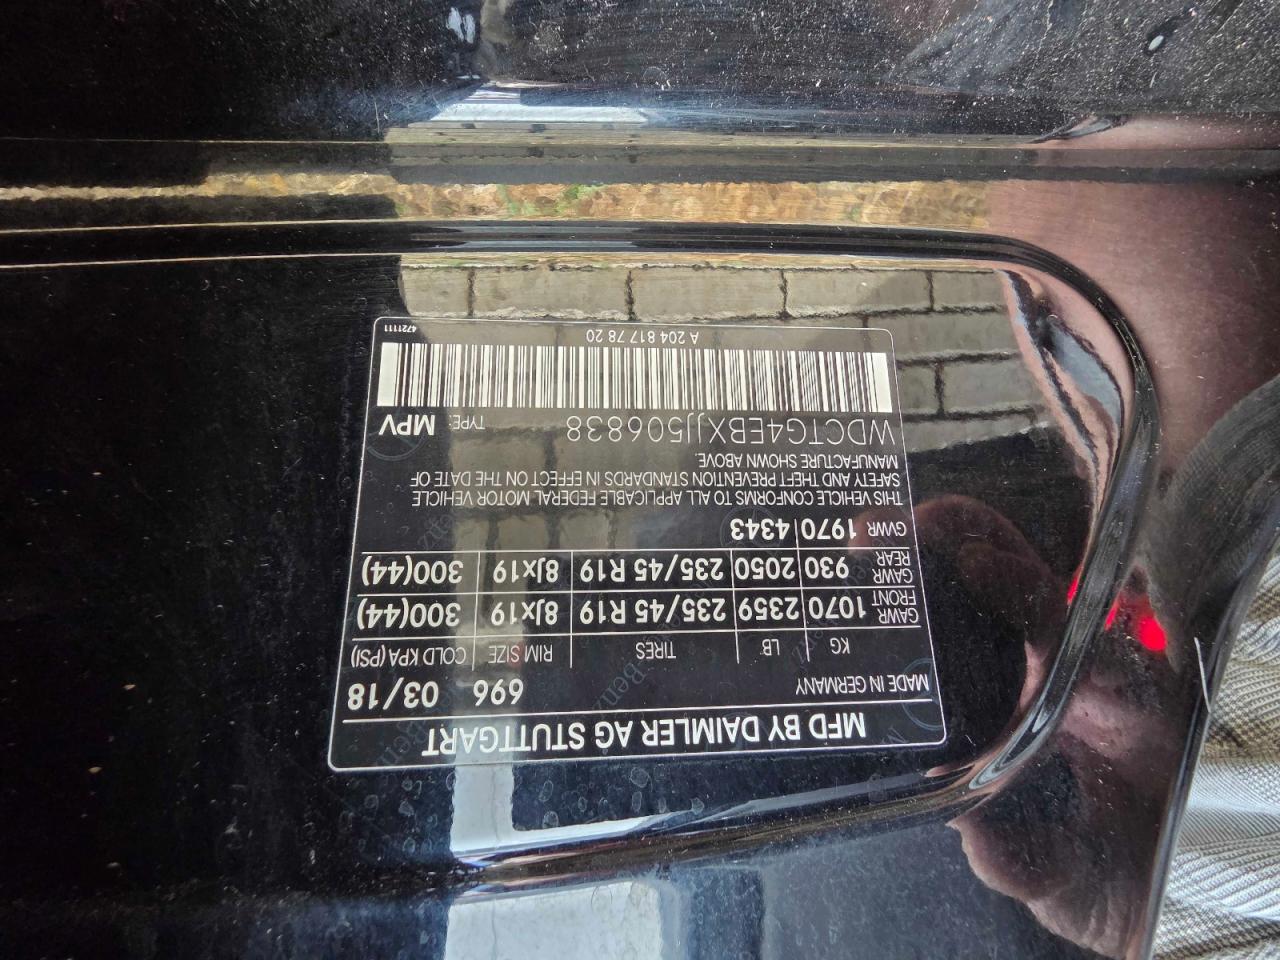 MFD BY DAIMLER AG STUTTGART
MADE IN GERMANY 696 03/18
KG LB TIRES RIM SIZE COLD KPA (PSI)
GAWR FRONT 1070 2359 235/45 R19 8Jx19 300(44)
GAWR REAR 930 2050 235/45 R19 8Jx19 300(44)
GVWR 1970 4343
THIS VEHICLE CONFORMS TO ALL APPLICABLE FEDERAL MOTOR VEHICLE
SAFETY AND THEFT PREVENTION STANDARDS IN EFFECT ON THE DATE OF
MANUFACTURE SHOWN ABOVE.
WDCTG4EBXJJ506838 TYPE: MPV
A 204 817 78 20 4721111